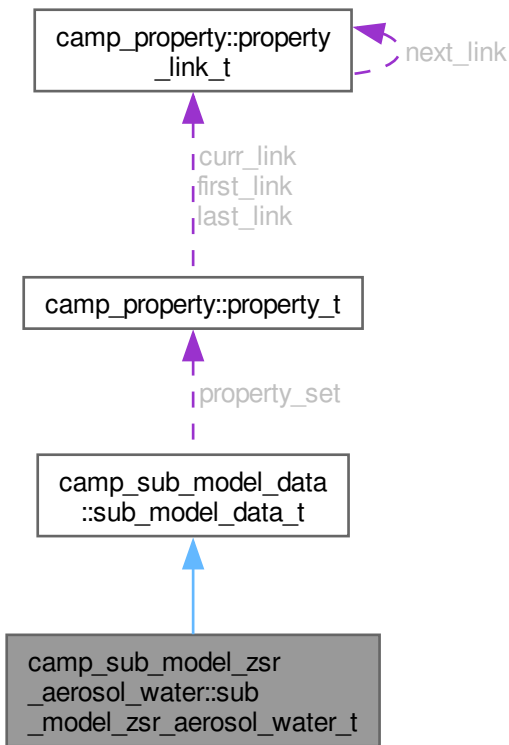 camp_property::property
_link_t
next_link
curr_link
first_link
last_link
camp_property::property_t
property_set
camp_sub_model_data
::sub_model_data_t
camp_sub_model_zsr
_aerosol_water::sub
_model_zsr_aerosol_water_t